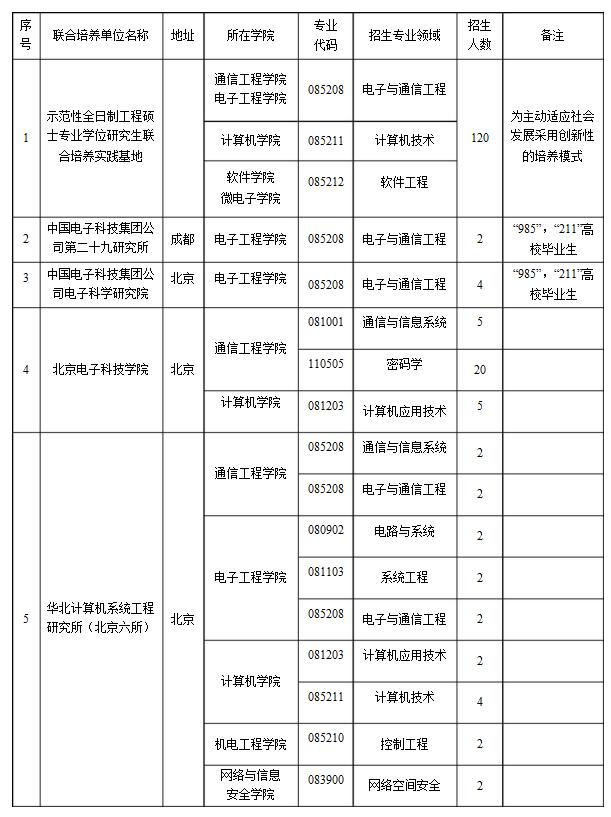 序号 联合培养单位名称 地址 所在学院 专业代码 招生专业领域 招生人数 备注
1 示范性全日制工程硕士专业学位研究生联合培养实践基地 通信工程学院 电子工程学院 085208 电子与通信工程 120 为主动适应社会发展采用创新性的培养模式
计算机学院 085211 计算机技术
软件学院 微电子学院 085212 软件工程
2 中国电子科技集团公司第二十九研究所 成都 电子工程学院 085208 电子与通信工程 2 “985”，“211”高校毕业生
3 中国电子科技集团公司电子科学研究院 北京 电子工程学院 085208 电子与通信工程 4 “985”，“211”高校毕业生
4 北京电子科技学院 北京 通信工程学院 081001 通信与信息系统 5
110505 密码学 20
计算机学院 081203 计算机应用技术 5
5 华北计算机系统工程研究所（北京六所） 北京 通信工程学院 085208 通信与信息系统 2
085208 电子与通信工程 2
电子工程学院 080902 电路与系统 2
081103 系统工程 2
085208 电子与通信工程 2
计算机学院 081203 计算机应用技术 2
085211 计算机技术 4
机电工程学院 085210 控制工程 2
网络与信息安全学院 083900 网络空间安全 2